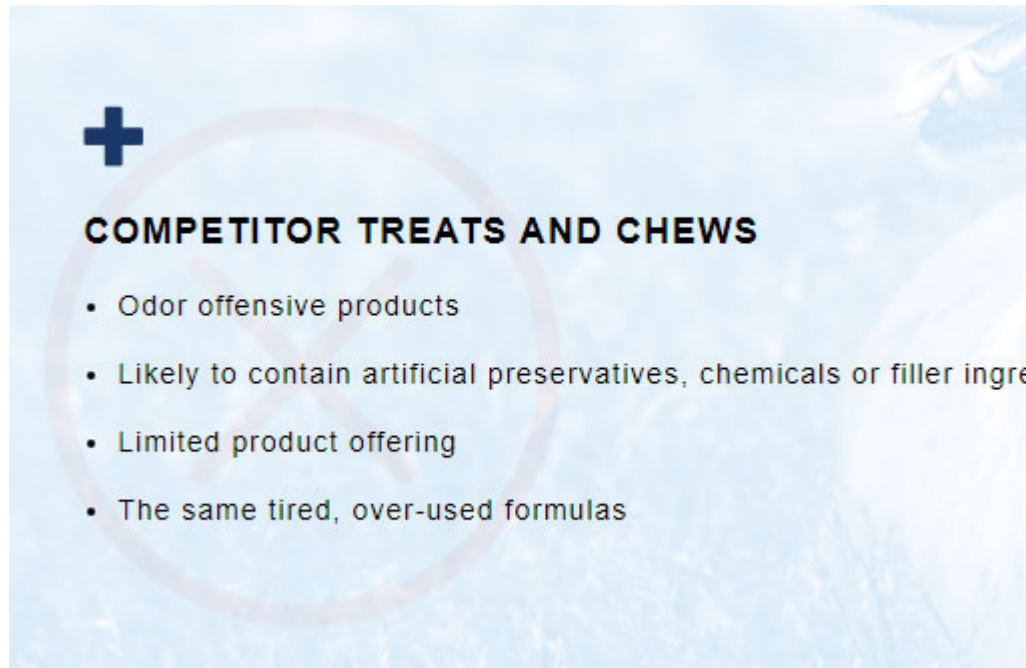 COMPETITOR TREATS AND CHEWS
• Odor offensive products
• Likely to contain artificial preservatives, chemicals or filler
• Limited product offering
• The same tired, over-used formulas